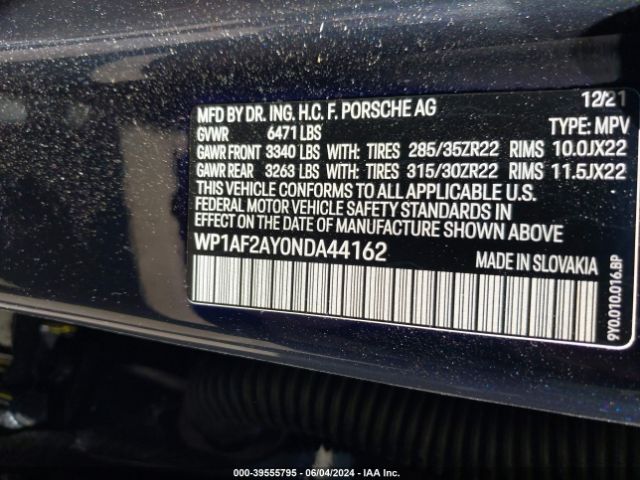 MFD BY DR. ING. H.C. F. PORSCHE AG 12/21
GVWR 6471 LBS TYPE: MPV
GAWR FRONT 3340 LBS WITH: TIRES 285/35ZR22 RIMS 10.0JX22
GAWR REAR 3263 LBS WITH: TIRES 315/30ZR22 RIMS 11.5JX22
THIS VEHICLE CONFORMS TO ALL APPLICABLE U.S.
FEDERAL MOTOR VEHICLE SAFETY STANDARDS IN
EFFECT ON THE DATE OF MANUFACTURE SHOWN ABOVE
WP1AF2AY0NDA44162 MADE IN SLOVAKIA
9Y0.010.016.BP
000-39555795 - 06/04/2024 - IAA Inc.